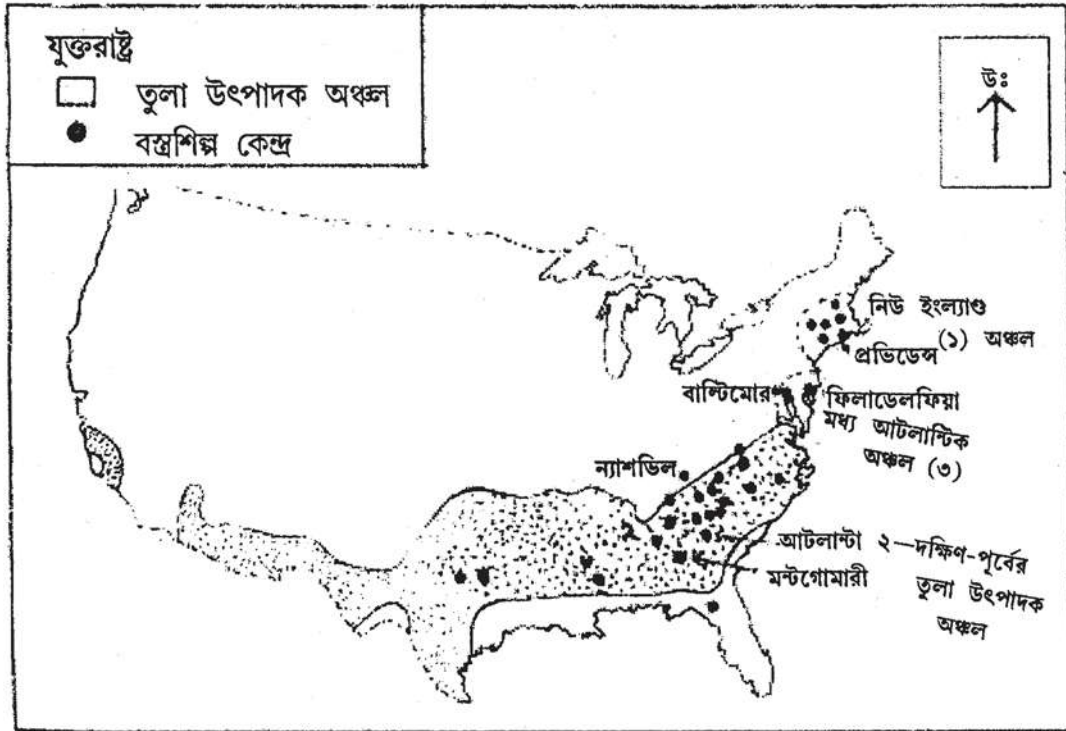 যুক্তরাষ্ট্র
তুলা উৎপাদক অঞ্চল
বস্ত্রশিল্প কেন্দ্র
উঃ
নিউ ইংল্যাণ্ড
(১) অঞ্চল
প্রভিডেন্স
বাল্টিমোর
ফিলাডেলফিয়া
মধ্য আটলান্টিক
অঞ্চল (৩)
ন্যাশভিল
আটলান্টা
২—দক্ষিণ-পূর্বের
মন্টগোমারী
তুলা উৎপাদক
অঞ্চল